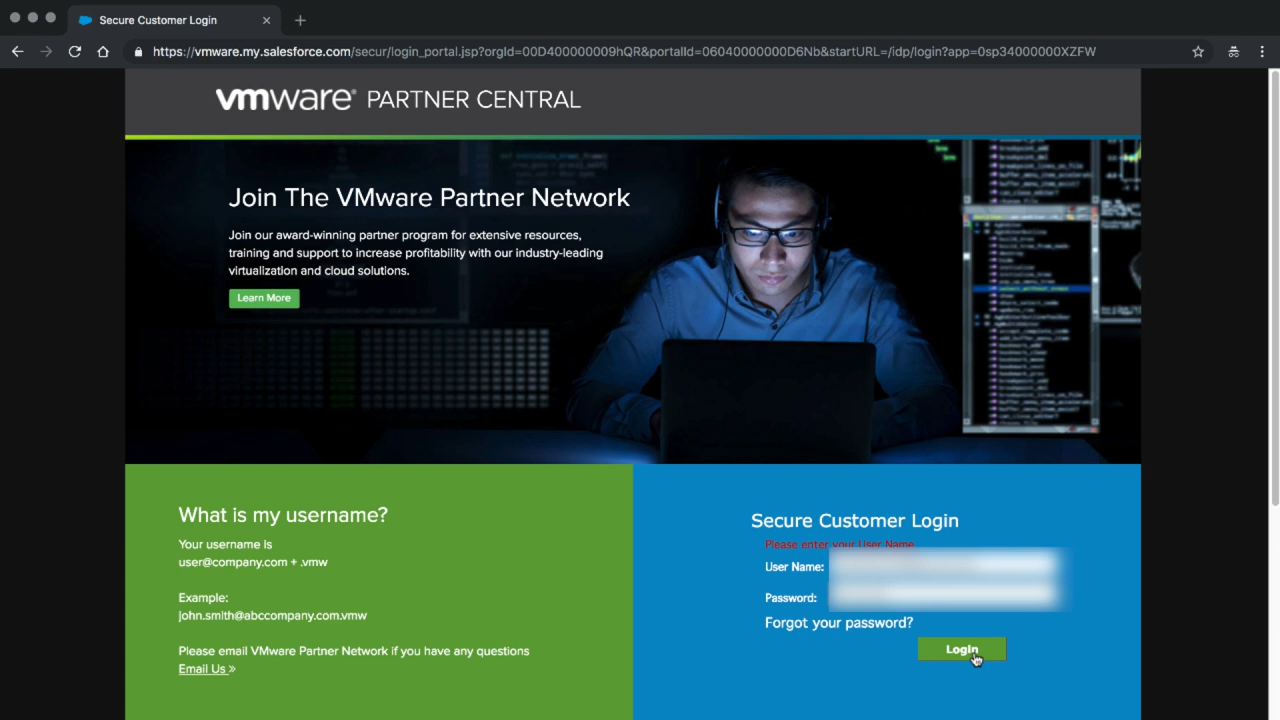 Secure Customer Login
https://vmware.my.salesforce.com/secur/login_portal.jsp?orgId=00D400000009hQR&portalId=06040000000D6Nb&startURL=/idp/login?app=0sp34000000XZFW
vmware® PARTNER CENTRAL
Join The VMware Partner Network
Join our award-winning partner program for extensive resources,
training and support to increase profitability with our industry-leading
virtualization and cloud solutions.
Learn More
What is my username?
Your username is
user@company.com + .vmw
Example:
john.smith@abccompany.com.vmw
Please email VMware Partner Network if you have any questions
Email Us »
Secure Customer Login
Please enter your User Name
User Name:
Password:
Forgot your password?
Login